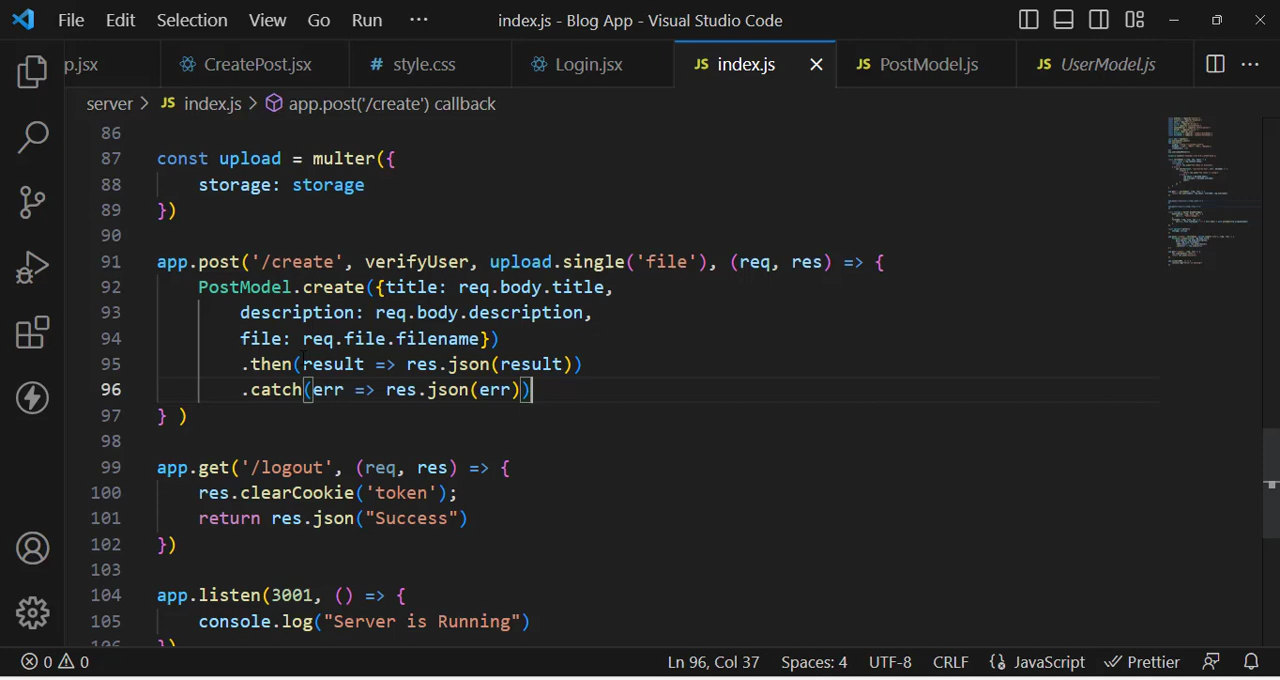 File Edit Selection View Go Run ··· index.js - Blog App - Visual Studio Code
p.jsx CreatePost.jsx # style.css Login.jsx JS index.js JS PostModel.js JS UserModel.js ···
server > JS index.js > app.post('/create') callback
86
87 const upload = multer({
88 storage: storage
89 })
90
91 app.post('/create', verifyUser, upload.single('file'), (req, res) => {
92 PostModel.create({title: req.body.title,
93 description: req.body.description,
94 file: req.file.filename})
95 .then(result => res.json(result))
96 .catch(err => res.json(err))
97 } )
98
99 app.get('/logout', (req, res) => {
100 res.clearCookie('token');
101 return res.json("Success")
102 })
103
104 app.listen(3001, () => {
105 console.log("Server is Running")
106 })
0 0 Ln 96, Col 37 Spaces: 4 UTF-8 CRLF {} JavaScript Prettier